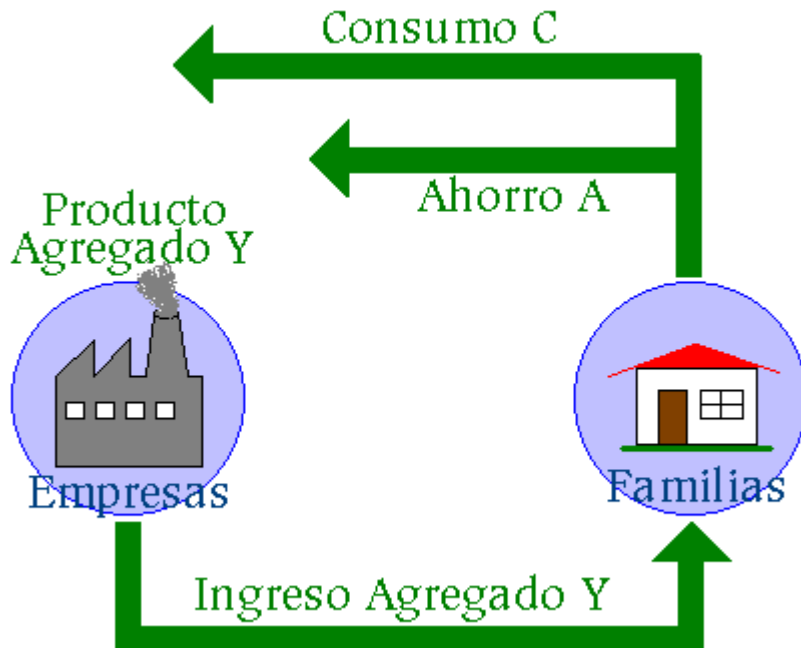 Consumo C
Ahorro A
Producto
Agregado Y
Empresas
Familias
Ingreso Agregado Y